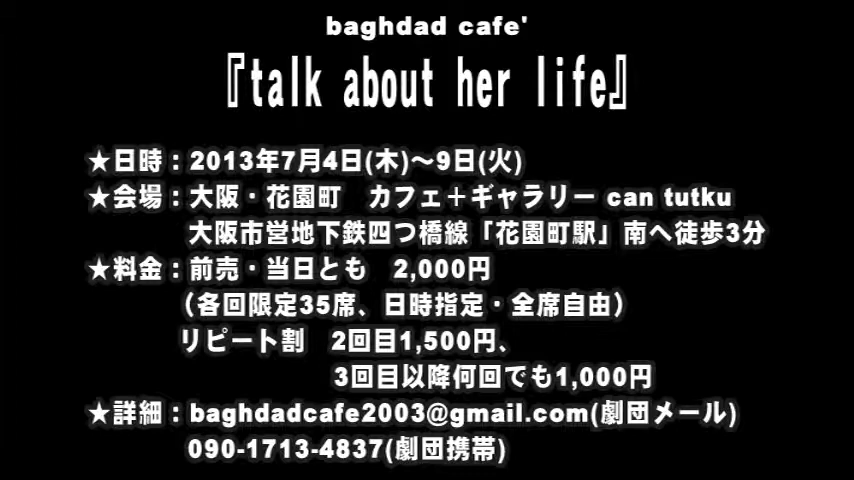 baghdad cafe'
『talk about her life』
★日時：2013年7月4日(木)～9日(火)
★会場：大阪・花園町　カフェ＋ギャラリー can tutku
大阪市営地下鉄四つ橋線「花園町駅」南へ徒歩3分
★料金：前売・当日とも　2,000円
（各回限定35席、日時指定・全席自由）
リピート割　2回目1,500円、
3回目以降何回でも1,000円
★詳細：baghdadcafe2003@gmail.com(劇団メール)
090-1713-4837(劇団携帯)